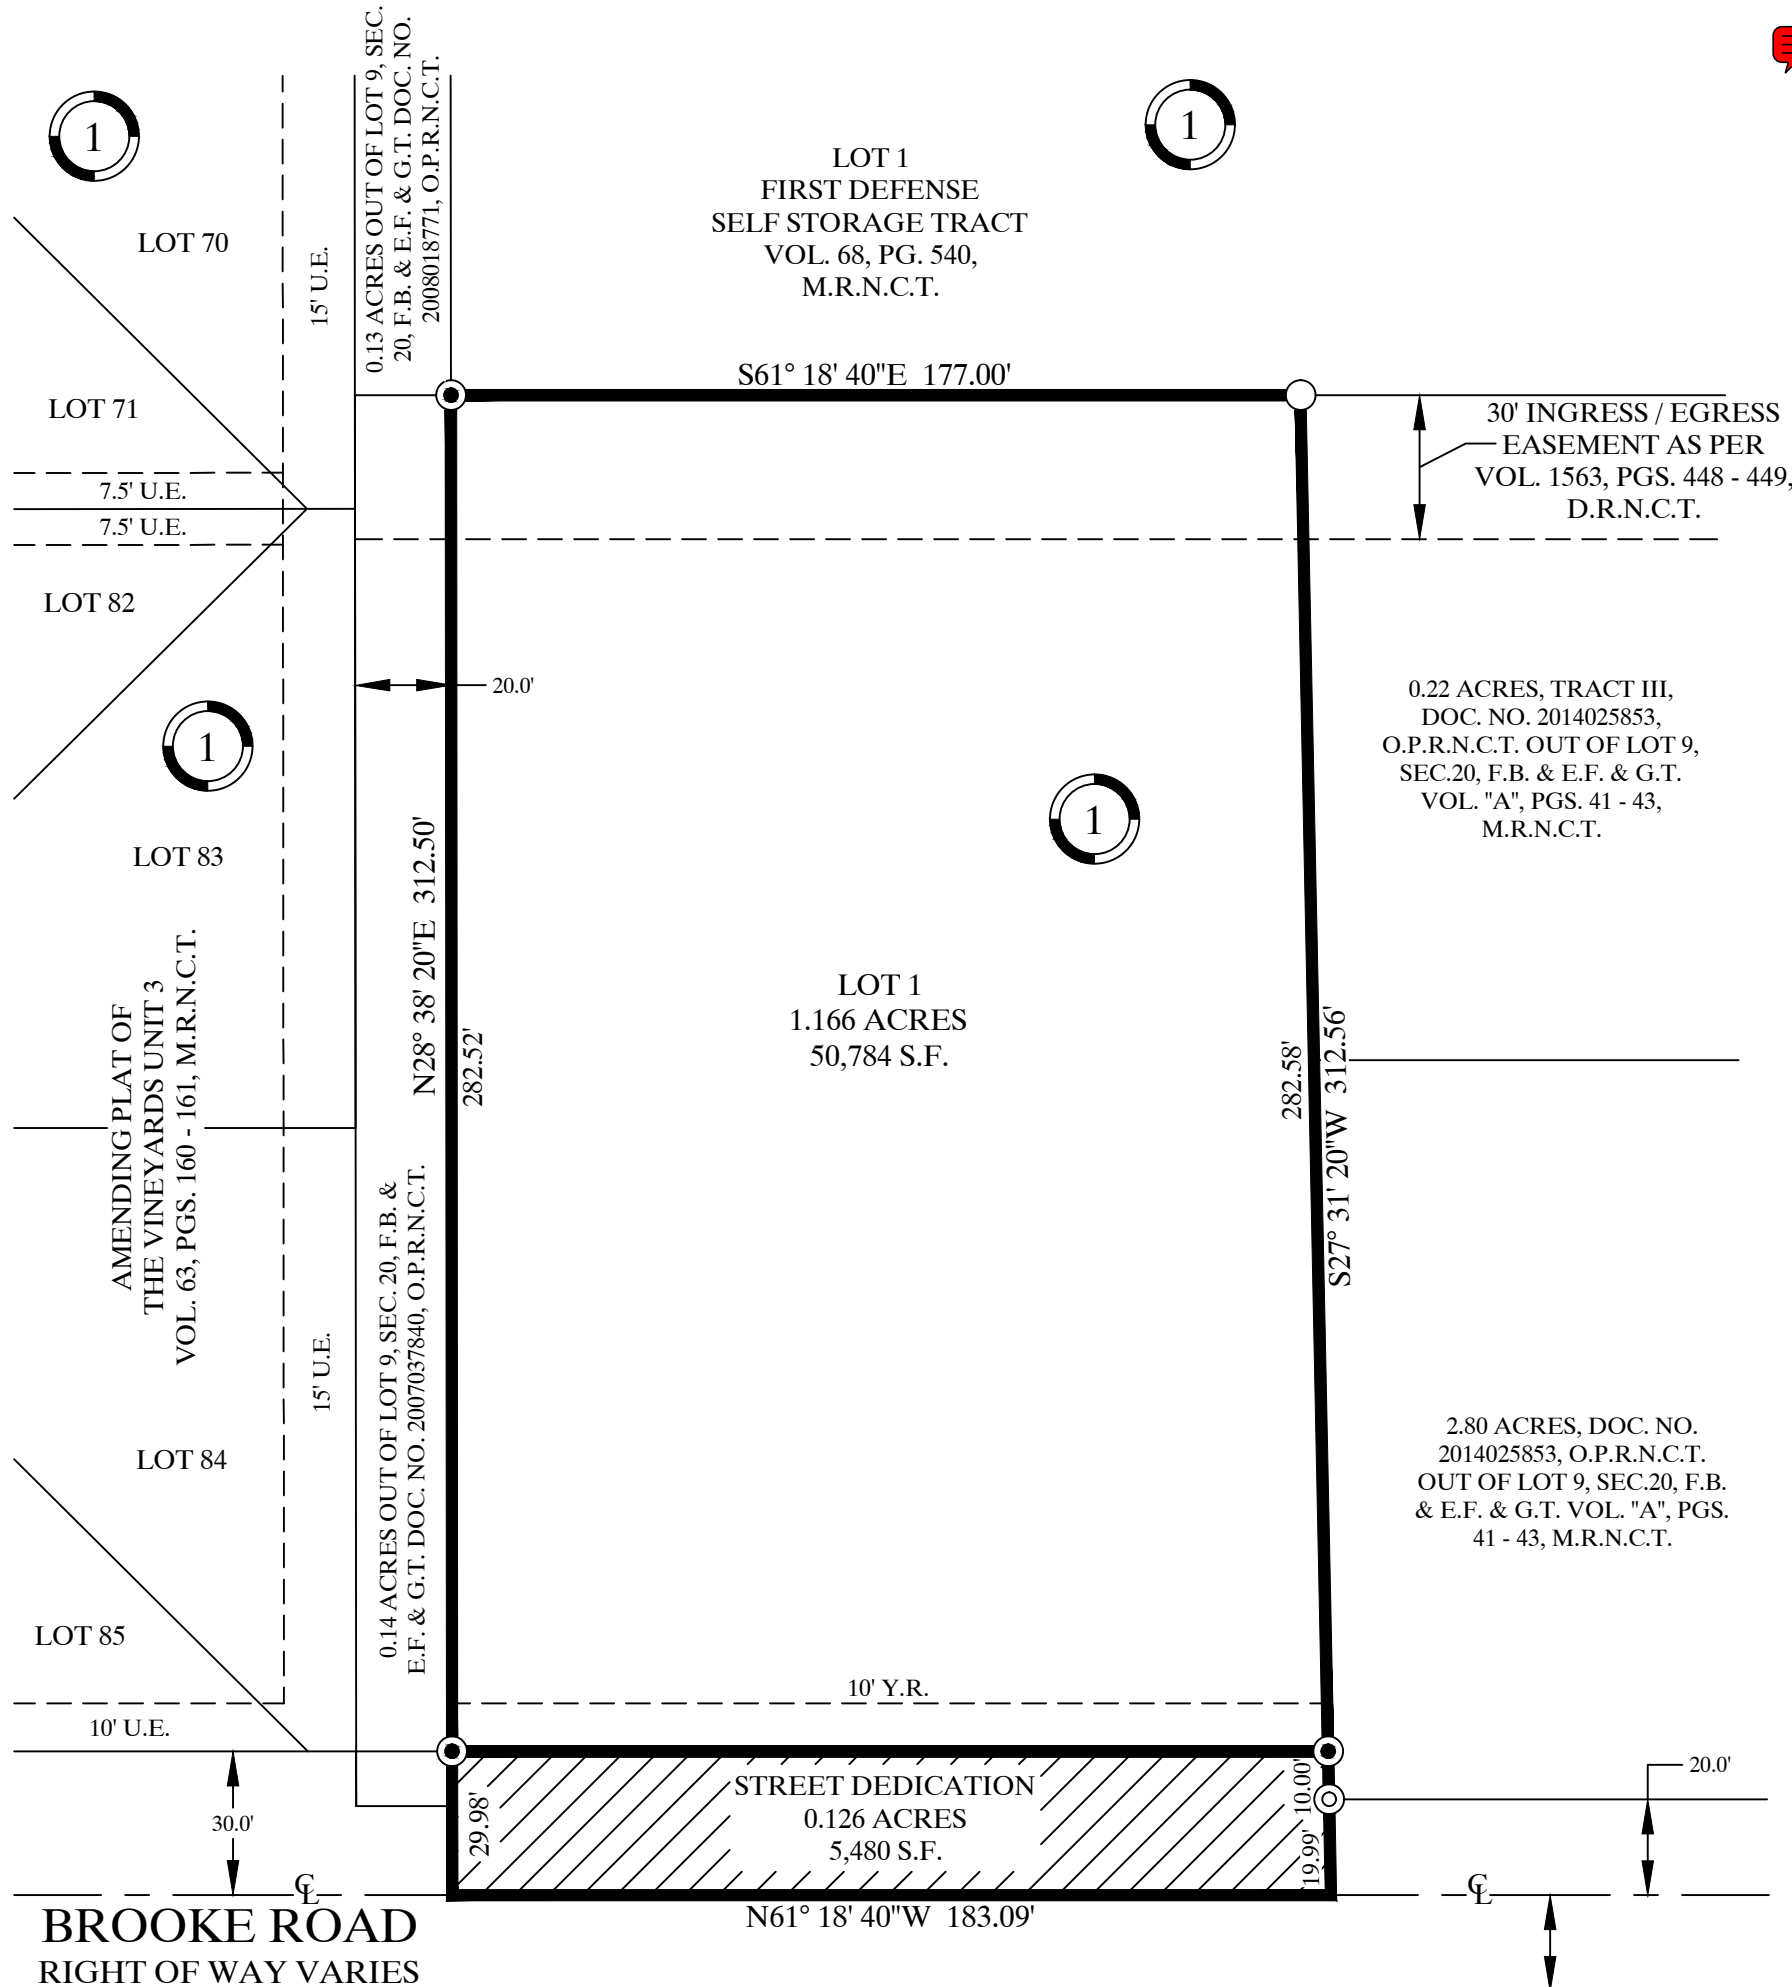 0.13 ACRES OUT OF LOT 9, SEC.
20, F.B. & E.F. & G.T. DOC. NO.
2008018771, O.P.R.N.C.T.
1
1
LOT 1
FIRST DEFENSE
SELF STORAGE TRACT
VOL. 68, PG. 540,
M.R.N.C.T.
LOT 70
15' U.E.
S61° 18' 40"E 177.00'
LOT 71
30' INGRESS / EGRESS
EASEMENT AS PER
VOL. 1563, PGS. 448 - 449,
D.R.N.C.T.
7.5' U.E.
7.5' U.E.
LOT 82
20.0'
0.22 ACRES, TRACT III,
DOC. NO. 2014025853,
O.P.R.N.C.T. OUT OF LOT 9,
SEC.20, F.B. & E.F. & G.T.
VOL. "A", PGS. 41 - 43,
M.R.N.C.T.
1
1
LOT 83
N28° 38' 20"E 312.50'
282.52'
LOT 1
1.166 ACRES
50,784 S.F.
282.58'
S27° 31' 20"W 312.56'
AMENDING PLAT OF
THE VINEYARDS UNIT 3
VOL. 63, PGS. 160 - 161, M.R.N.C.T.
0.14 ACRES OUT OF LOT 9, SEC. 20, F.B. &
E.F. & G.T. DOC. NO. 2007037840, O.P.R.N.C.T.
15' U.E.
LOT 84
2.80 ACRES, DOC. NO.
2014025853, O.P.R.N.C.T.
OUT OF LOT 9, SEC.20, F.B.
& E.F. & G.T. VOL. "A", PGS.
41 - 43, M.R.N.C.T.
LOT 85
10' Y.R.
10' U.E.
30.0'
29.98'
STREET DEDICATION
0.126 ACRES
5,480 S.F.
10.00'
19.99'
20.0'
CL
CL
N61° 18' 40"W 183.09'
BROOKE ROAD
RIGHT OF WAY VARIES